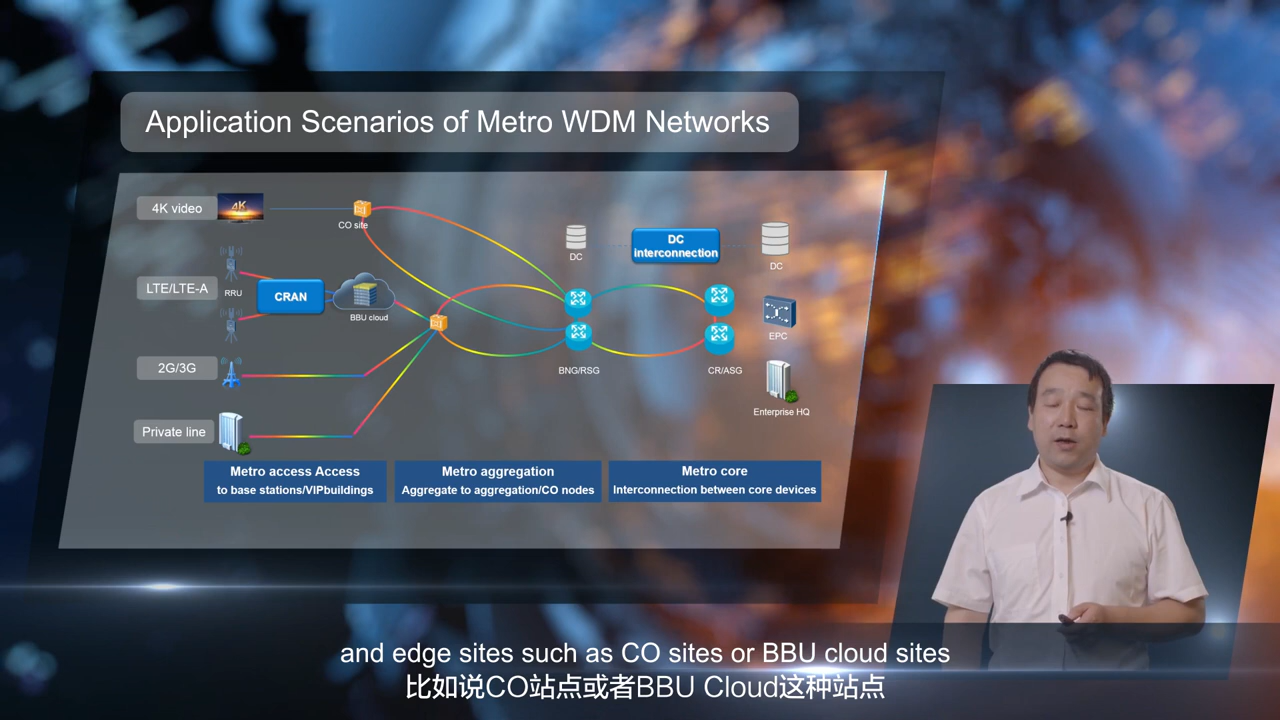 Application Scenarios of Metro WDM Networks
4K video
4K
CO site
DC
DC
interconnection
DC
LTE/LTE-A
RRU
CRAN
BBU cloud
EPC
2G/3G
BNG/RSG
CR/ASG
Enterprise HQ
Private line
Metro access Access
to base stations/VIPbuildings
Metro aggregation
Aggregate to aggregation/CO nodes
Metro core
Interconnection between core devices
and edge sites such as CO sites or BBU cloud sites
比如说CO站点或者BBU Cloud这种站点